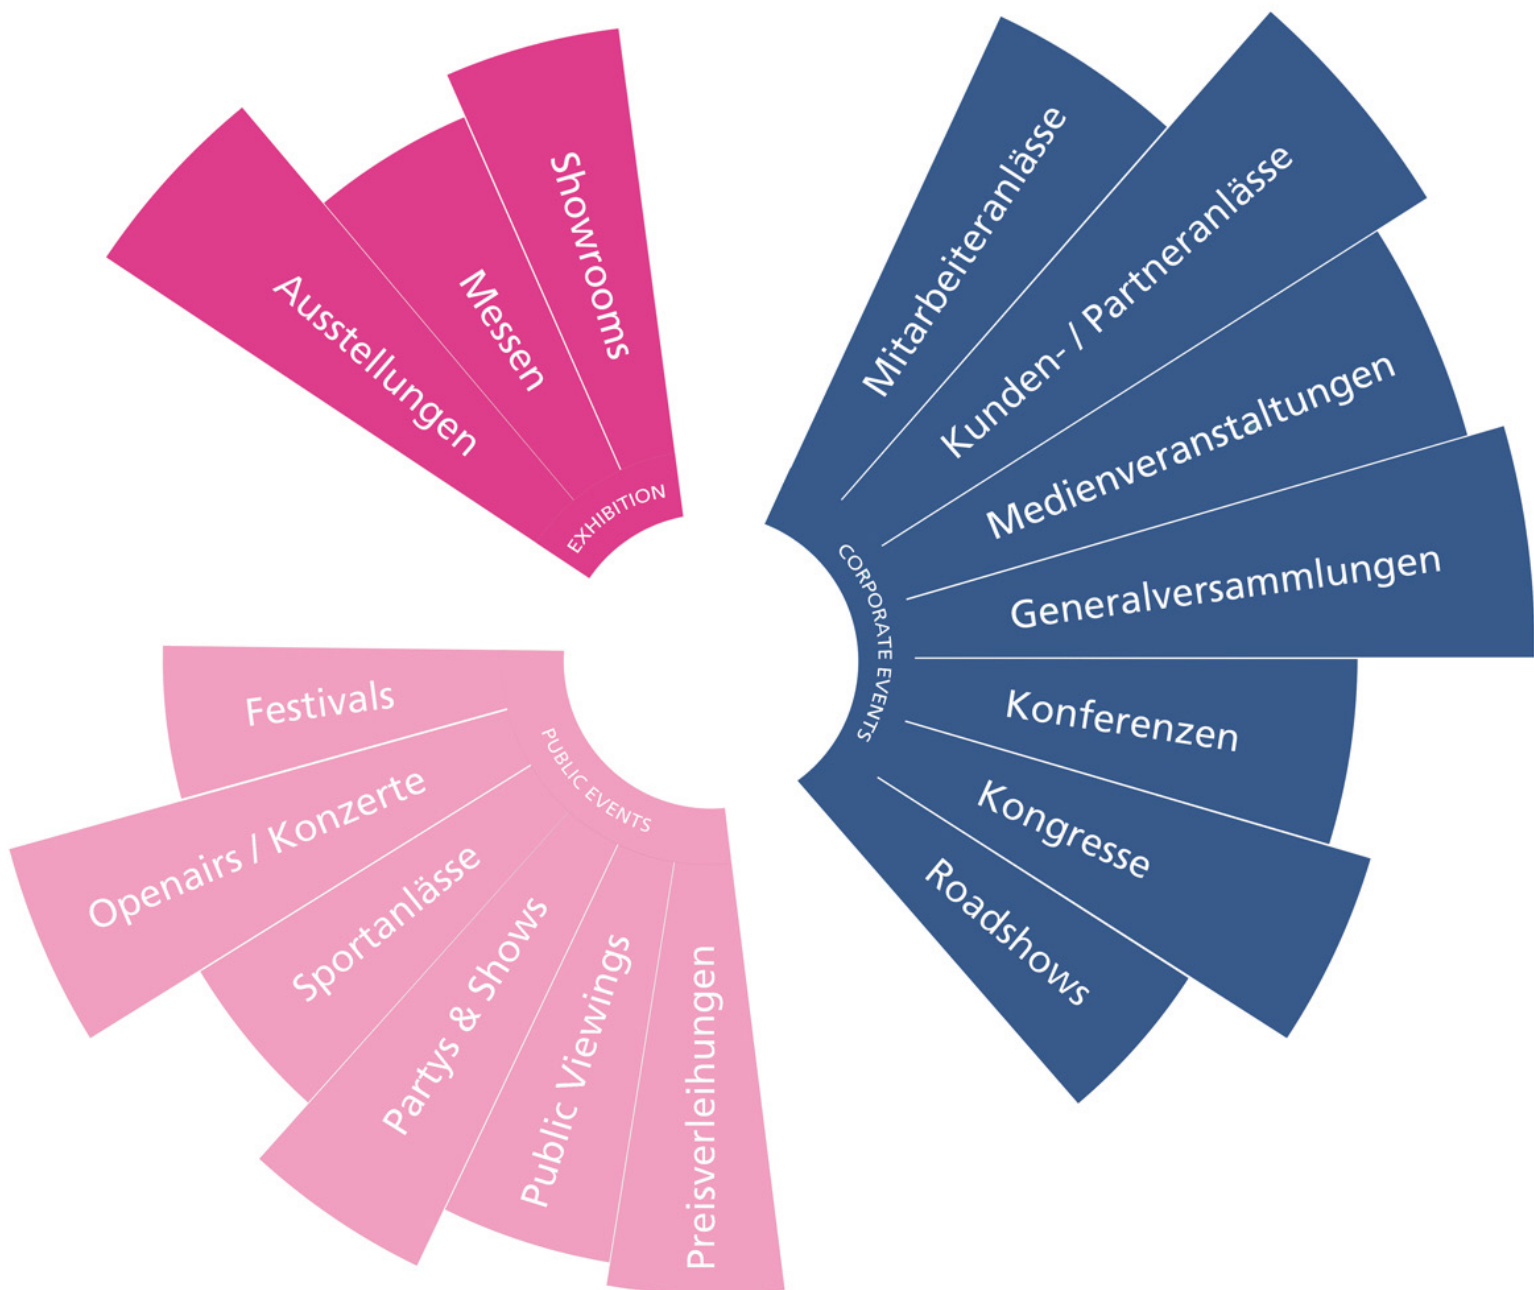 Ausstellungen
Messen
Showrooms
EXHIBITION
Mitarbeiteranlässe
Kunden- / Partneranlässe
Medienveranstaltungen
Generalversammlungen
Konferenzen
Kongresse
Roadshows
CORPORATE EVENTS
Festivals
Openairs / Konzerte
Sportanlässe
Partys & Shows
Public Viewings
Preisverleihungen
PUBLIC EVENTS